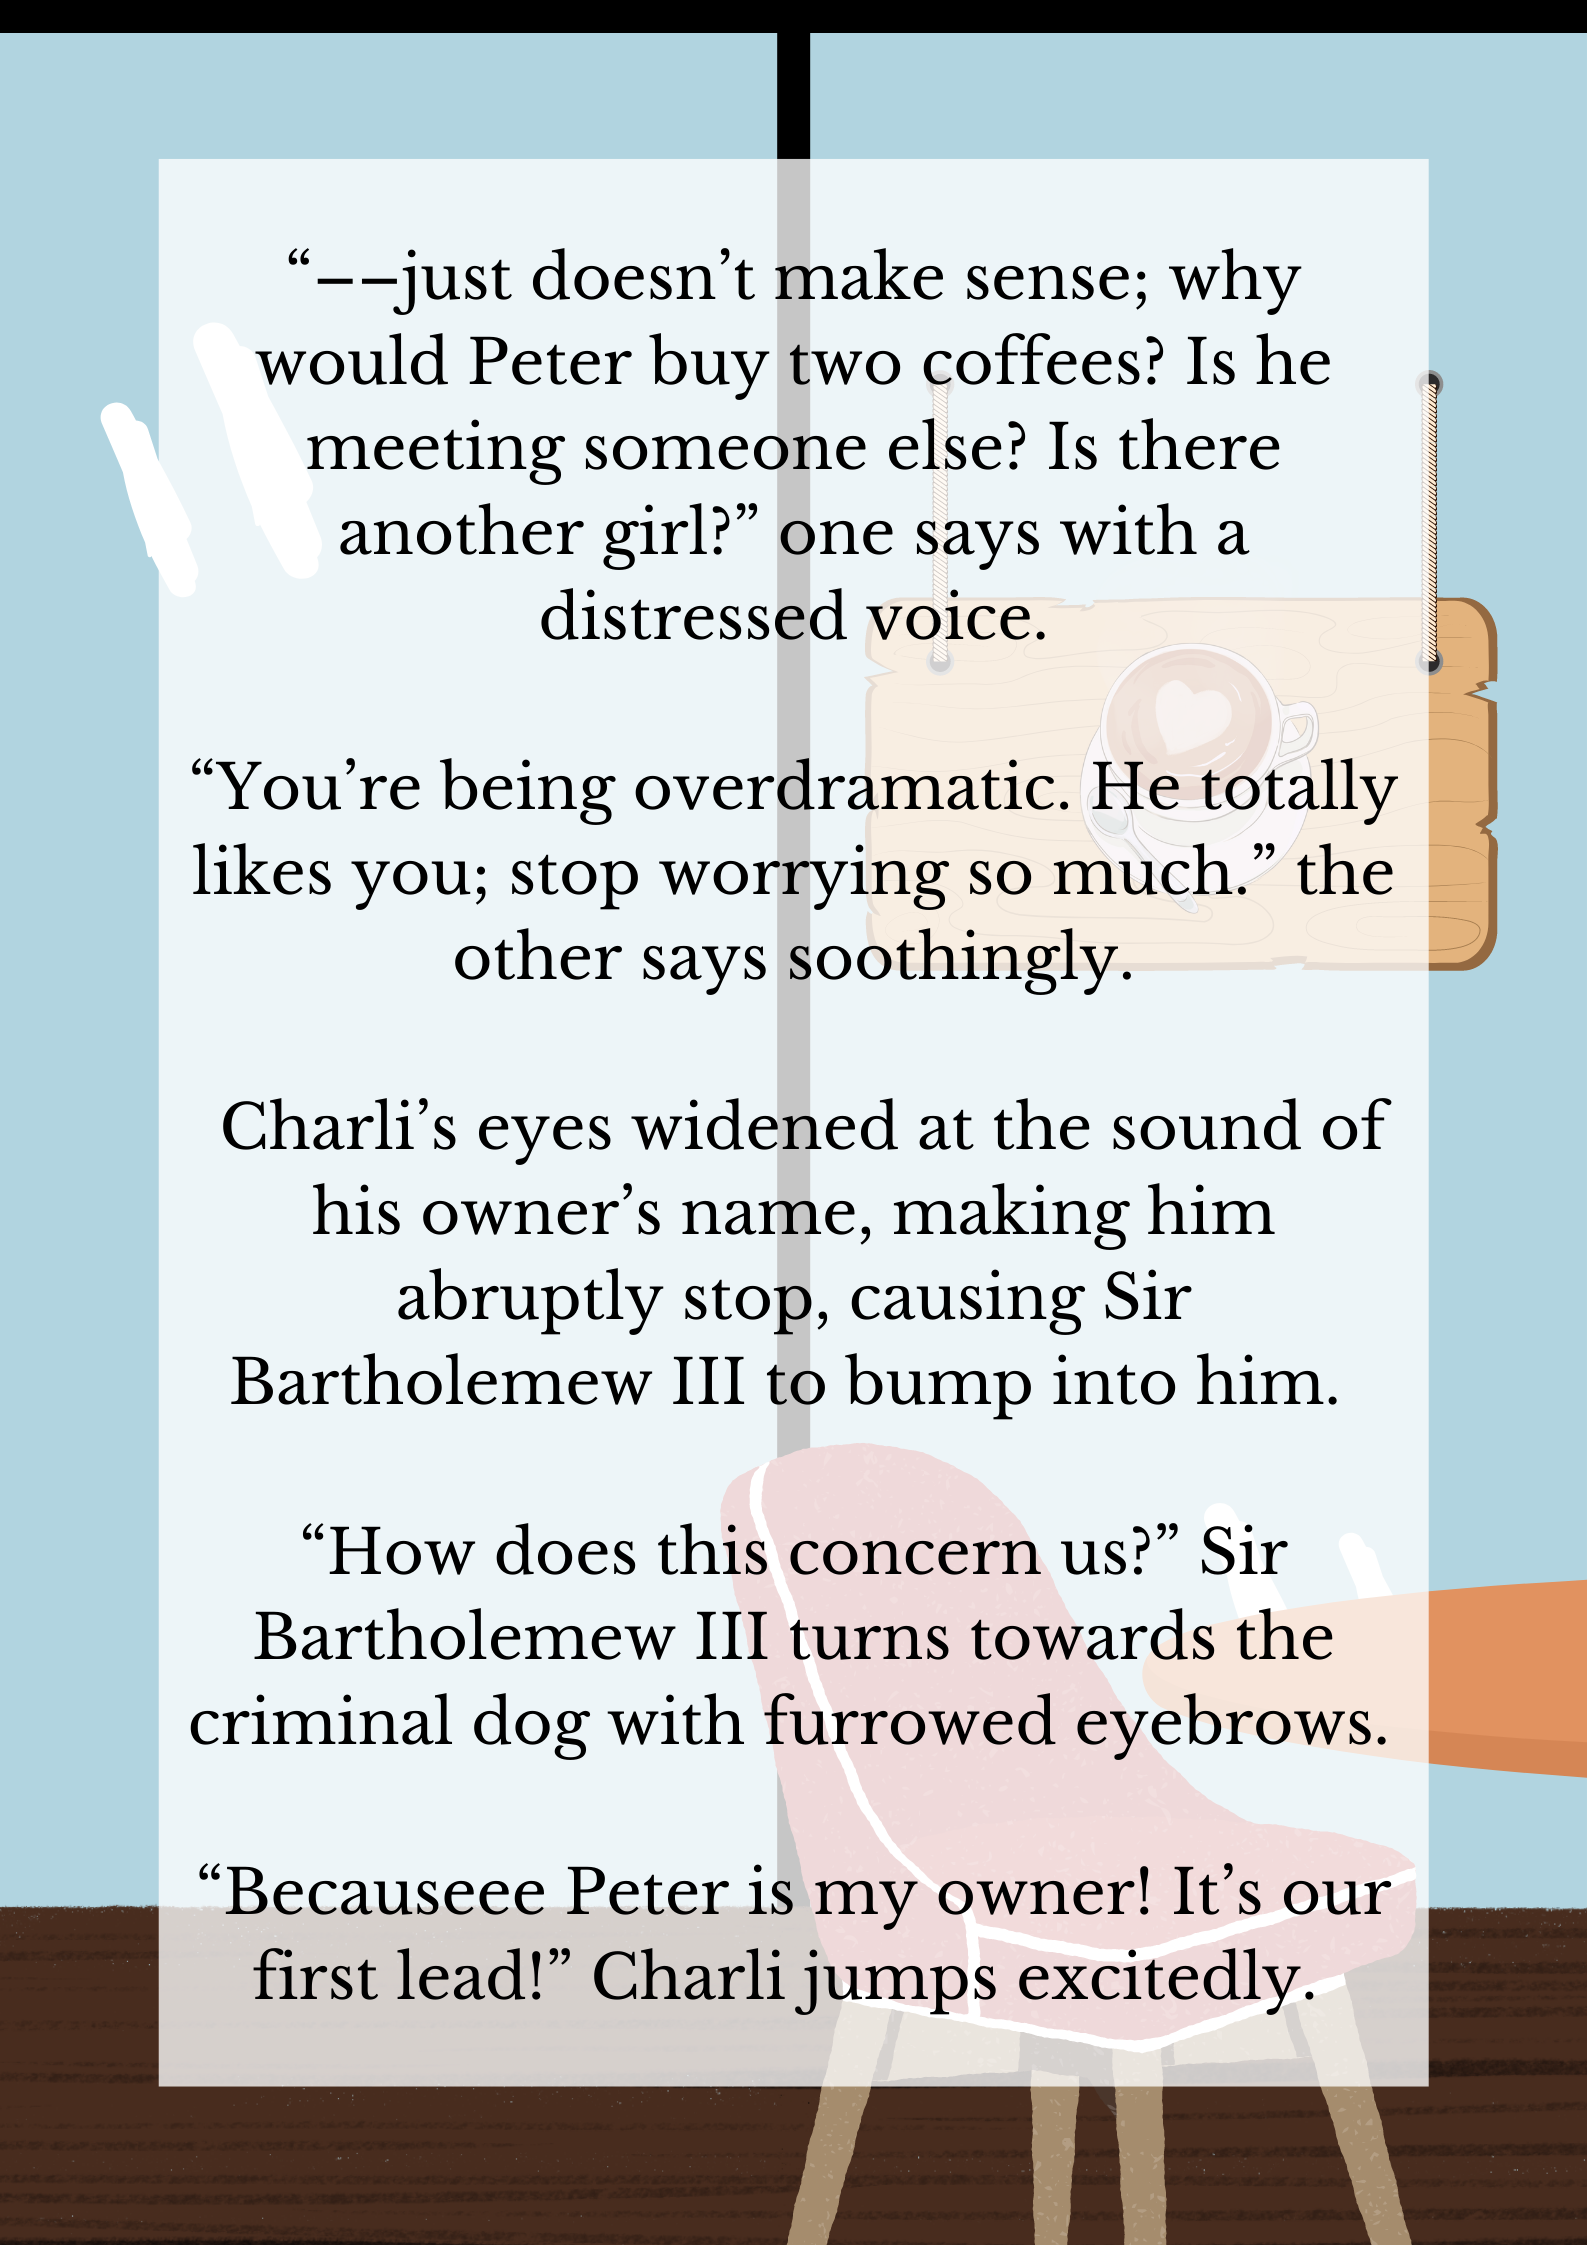 “––just doesn’t make sense; why
would Peter buy two coffees? Is he
meeting someone else? Is there
another girl?” one says with a
distressed voice.
“You’re being overdramatic. He totally
likes you; stop worrying so much.” the
other says soothingly.
Charli’s eyes widened at the sound of
his owner’s name, making him
abruptly stop, causing Sir
Bartholemew III to bump into him.
“How does this concern us?” Sir
Bartholemew III turns towards the
criminal dog with furrowed eyebrows.
“Becauseee Peter is my owner! It’s our
first lead!” Charli jumps excitedly.